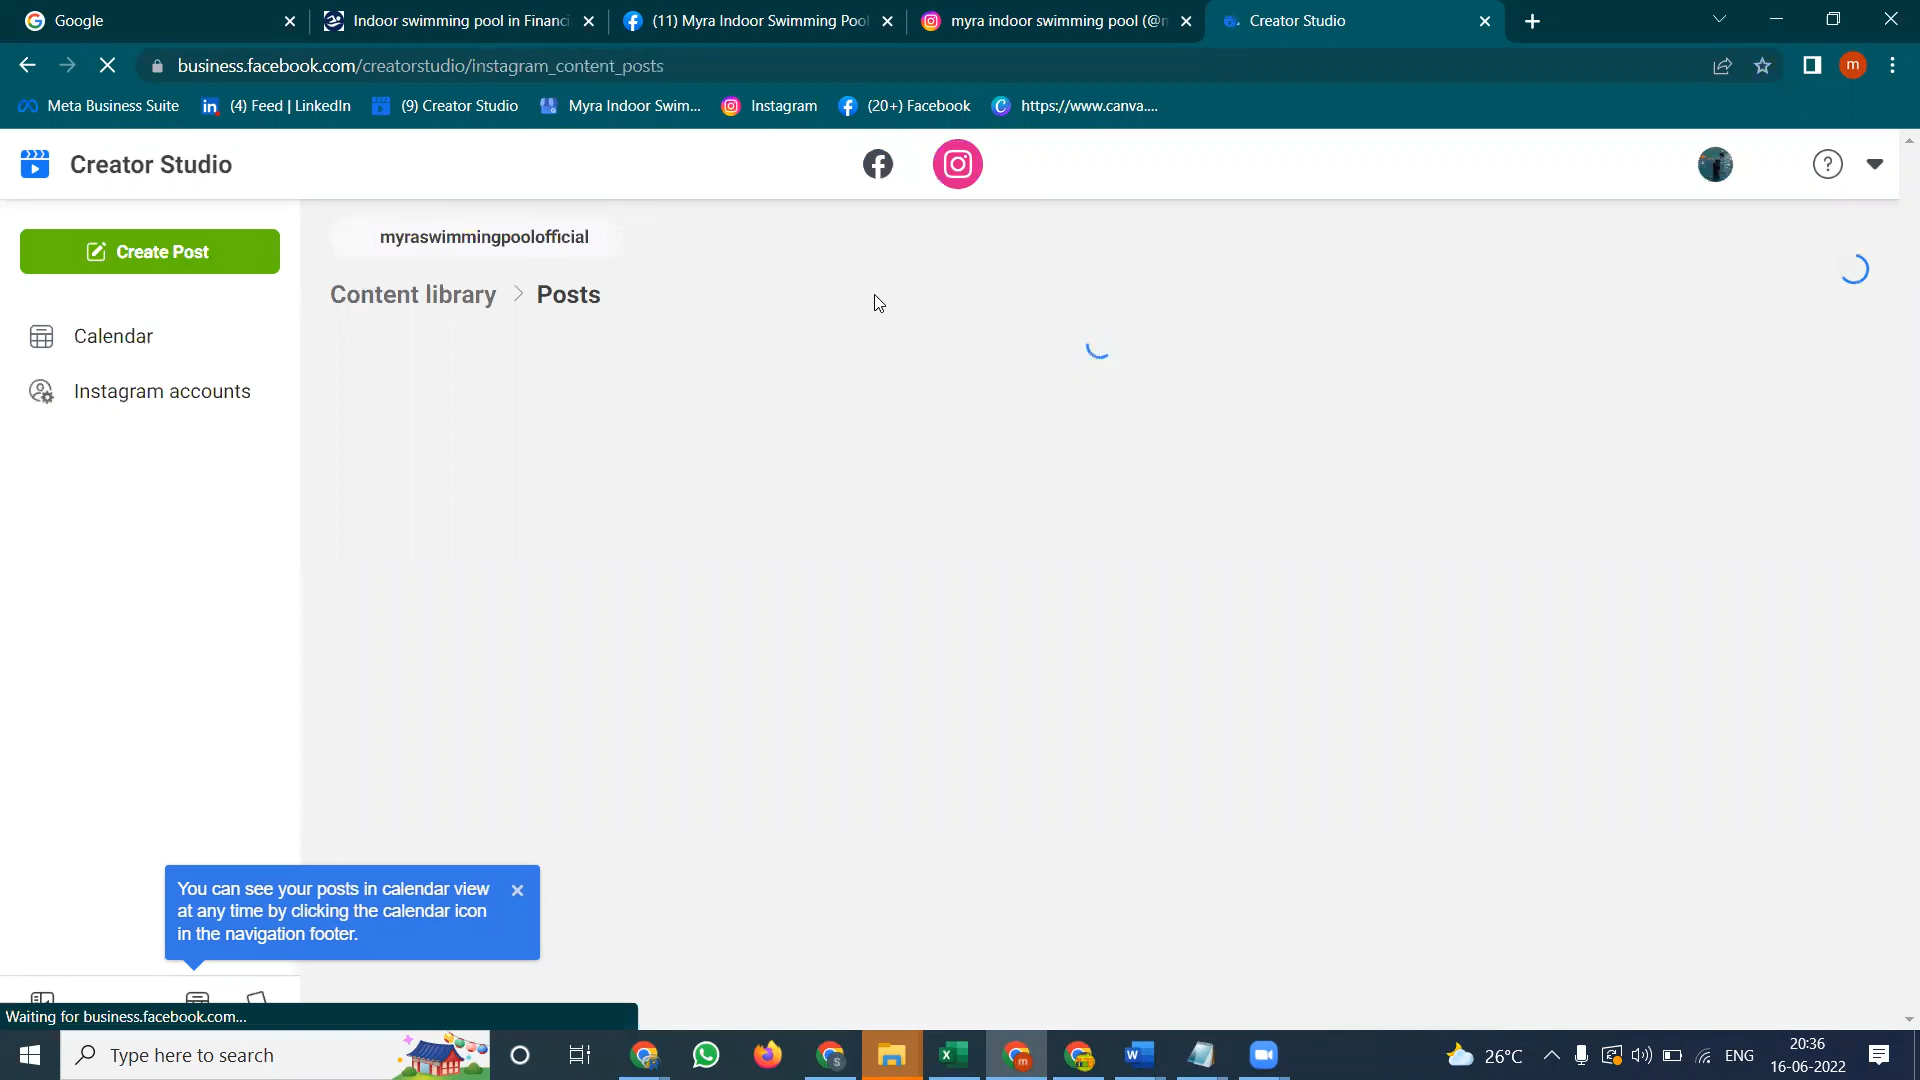 Google
Indoor swimming pool in Financi
(11) Myra Indoor Swimming Pool
myra indoor swimming pool (@m
Creator Studio
business.facebook.com/creatorstudio/instagram_content_posts
m
Meta Business Suite
(4) Feed | LinkedIn
(9) Creator Studio
Myra Indoor Swim...
Instagram
(20+) Facebook
https://www.canva....
Creator Studio
Create Post
myraswimmingpoolofficial
Content library > Posts
Calendar
Instagram accounts
You can see your posts in calendar view
at any time by clicking the calendar icon
in the navigation footer.
Waiting for business.facebook.com...
Type here to search
26°C
ENG
20:36
16-06-2022